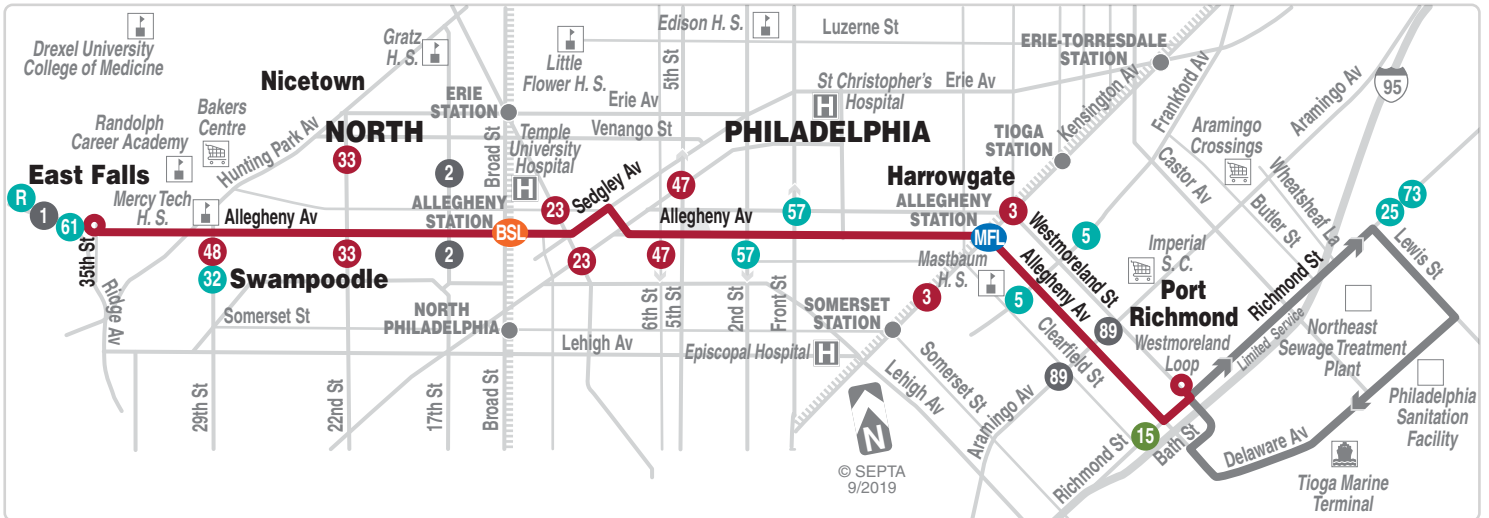 Drexel University
College of Medicine
Nicetown
Gratz
H. S.
Little
Flower H. S.
Edison H. S.
5th St
Luzerne St
ERIE-TORRESDALE
STATION
Kensington Av
Frankford Av
Aramingo Av
95
St Christopher's
Hospital
H
Erie Av
ERIE
STATION
Erie Av
Venango St
Broad St
Temple
University
Hospital
H
Bakers
Centre
Randolph
Career Academy
Hunting Park Av
NORTH
PHILADELPHIA
33
2
TIOGA
STATION
Aramingo
Crossings
Castor Av
Butler St
Wheatsheaf La
East Falls
R
1
61
Mercy Tech
H. S.
Allegheny Av
ALLEGHENY
STATION
BSL
23
Sedgley Av
47
Allegheny Av
57
Harrowgate
ALLEGHENY
STATION
MFL
3
Westmoreland St
5
73
25
Lewis St
35th St
48
32
Swampoodle
33
2
23
47
57
Mastbaum
H. S.
5
Allegheny Av
Imperial
S. C.
Port
Richmond
Westmoreland
Loop
Richmond St
Limited Service
Northeast
Sewage Treatment
Plant
Ridge Av
Somerset St
NORTH
PHILADELPHIA
6th St
5th St
2nd St
Front St
SOMERSET
STATION
3
Clearfield St
89
89
Lehigh Av
Episcopal Hospital
H
Somerset St
Lehigh Av
Aramingo Av
29th St
22nd St
17th St
Broad St
N
© SEPTA
9/2019
Richmond St
15
Bath St
Delaware Av
Tioga Marine
Terminal
Philadelphia
Sanitation
Facility